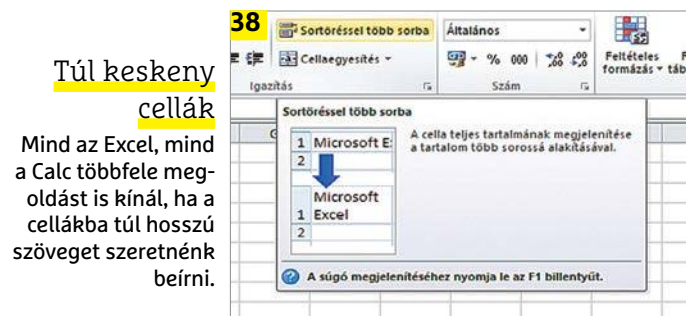 Túl keskeny
cellák
Mind az Excel, mind
a Calc többfele meg-
oldást is kínál, ha a
cellákba túl hosszú
szöveget szeretnénk
beírni.
38
Sortöréssel több sorba
Általános
Cellaegyesítés
% 000
Feltételes
formázás
táb
Igazítás
Szám
Sortöréssel több sorba
1 Microsoft E
2
Microsoft
1 Excel
2
A cella teljes tartalmának megjelenítése
a tartalom több sorossá alakításával.
A súgó megjelenítéséhez nyomja le az F1 billentyűt.